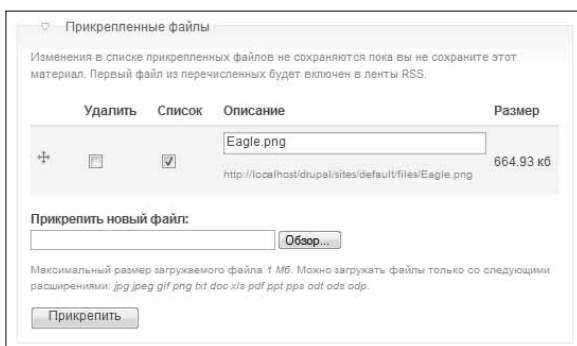 Прикрепленные файлы
Изменения в списке прикрепленных файлов не сохраняются пока вы не сохраните этот
материал. Первый файл из перечисленных будет включен в ленты RSS.
Удалить Список Описание Размер
Eagle.png
664.93 кб
http://localhost/drupal/sites/default/files/Eagle.png
Прикрепить новый файл:
Обзор...
Максимальный размер загружаемого файла 1 Мб. Можно загружать файлы только со следующими
расширениями: jpg jpeg gif png txt doc xls pdf ppt pps odt ods odp.
Прикрепить